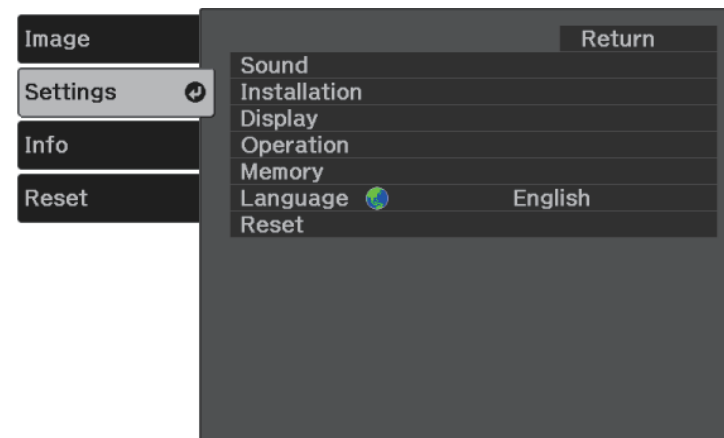 Image
Settings
Info
Reset
Return
Sound
Installation
Display
Operation
Memory
Language English
Reset